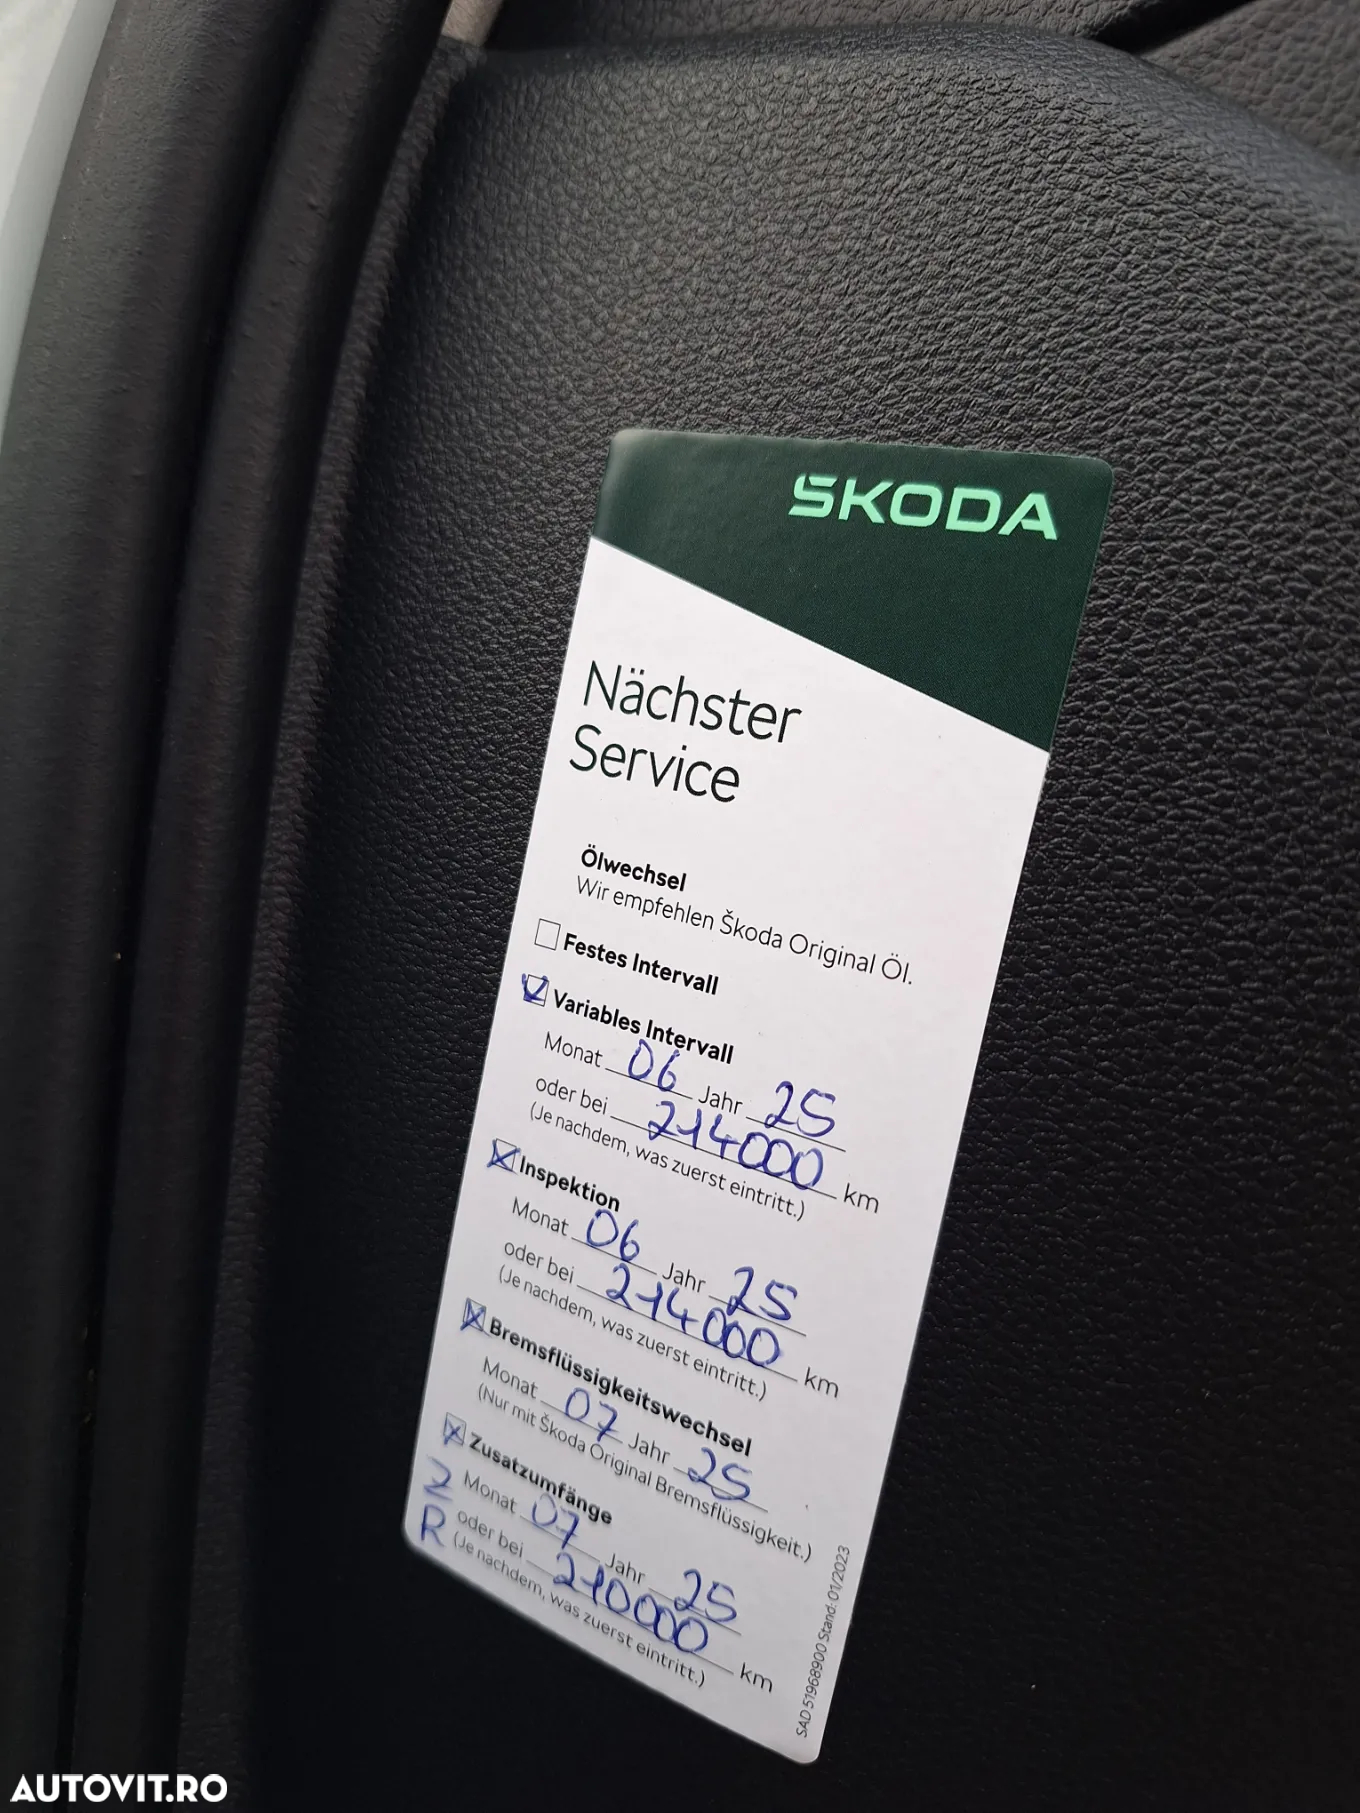 ŠKODA
Nächster
Service
Ölwechsel
Wir empfehlen Škoda Original Öl.
Festes Intervall
Variables Intervall
Monat 06 Jahr 25
oder bei 214000 km
(Je nachdem, was zuerst eintritt.)
Inspektion
Monat 06 Jahr 25
oder bei 214000 km
(Je nachdem, was zuerst eintritt.)
Bremsflüssigkeitswechsel
Monat 07 Jahr 25
(Nur mit Škoda Original Bremsflüssigkeit.)
Zusatzumfänge
Z Monat 07 Jahr 25
R oder bei 210000 km
(Je nachdem, was zuerst eintritt.)
SAD 51968900 Stand: 01/2023
AUTOVIT.RO